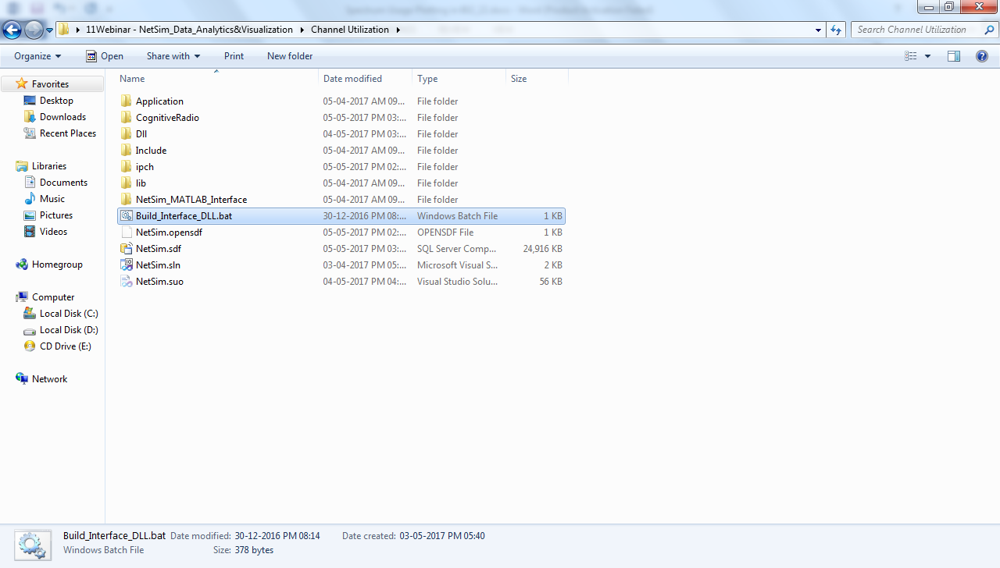 11Webinar - NetSim_Data_Analytics&Visualization Channel Utilization Search Channel Utilization
Organize Open Share with Print New folder
Name Date modified Type Size
Favorites
Desktop
Downloads
Recent Places
Libraries
Documents
Music
Pictures
Videos
Homegroup
Computer
Local Disk (C:)
Local Disk (D:)
CD Drive (E:)
Network
Application 05-04-2017 AM 09... File folder
CognitiveRadio 05-05-2017 PM 03:... File folder
Dll 04-05-2017 PM 03:... File folder
Include 05-04-2017 AM 09... File folder
ipch 05-05-2017 PM 02:... File folder
lib 05-04-2017 AM 09... File folder
NetSim_MATLAB_Interface 05-04-2017 AM 09... File folder
Build_Interface_DLL.bat 30-12-2016 PM 08:... Windows Batch File 1 KB
NetSim.opensdf 05-05-2017 PM 02:... OPENSDF File 1 KB
NetSim.sdf 05-05-2017 PM 03:... SQL Server Comp... 24,916 KB
NetSim.sln 03-04-2017 PM 05:... Microsoft Visual S... 2 KB
NetSim.suo 04-05-2017 PM 04:... Visual Studio Solu... 56 KB
Build_Interface_DLL.bat Date modified: 30-12-2016 PM 08:14 Date created: 03-05-2017 PM 05:40
Windows Batch File Size: 378 bytes